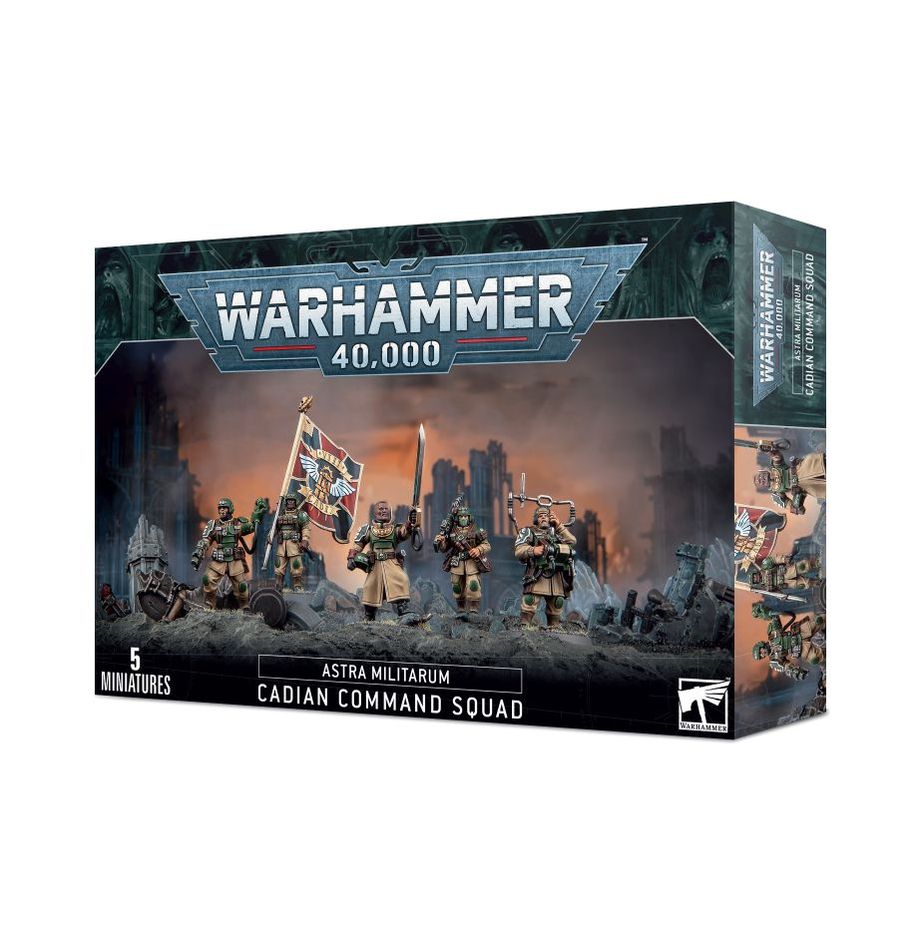 WARHAMMER
40,000
™
5
MINIATURES
ASTRA MILITARUM
CADIAN COMMAND SQUAD
WARHAMMER
WARHAMMER
40,000
ASTRA MILITARUM
CADIAN COMMAND SQUAD